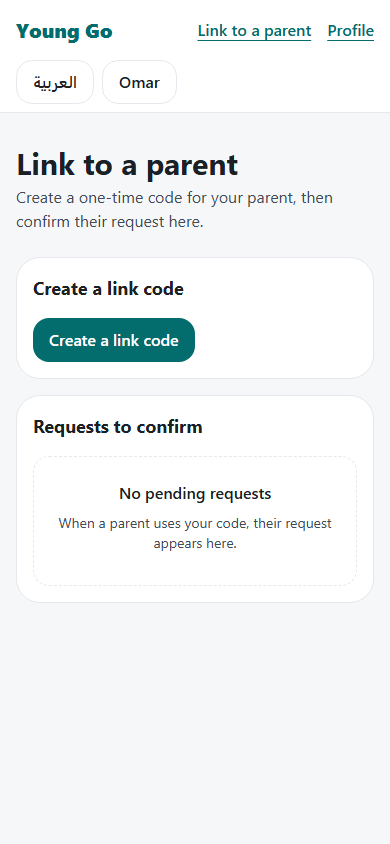 Young Go
Link to a parent
Profile
العربية
Omar
Link to a parent
Create a one-time code for your parent, then
confirm their request here.
Create a link code
Create a link code
Requests to confirm
No pending requests
When a parent uses your code, their request
appears here.